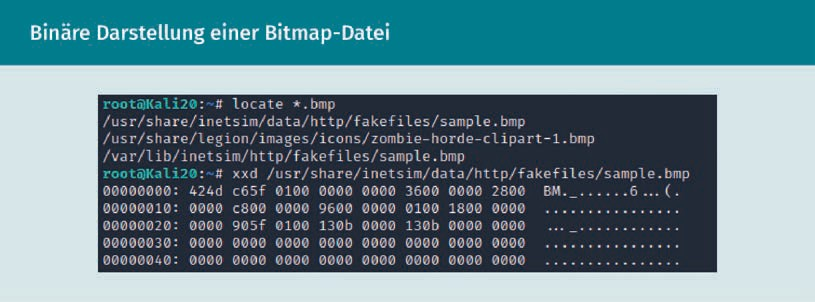 Binäre Darstellung einer Bitmap-Datei
root@Kali20:~# locate *.bmp
/usr/share/inetsim/data/http/fakefiles/sample.bmp
/usr/share/legion/images/icons/zombie-horde-clipart-1.bmp
/var/lib/inetsim/http/fakefiles/sample.bmp
root@Kali20:~# xxd /usr/share/inetsim/data/http/fakefiles/sample.bmp
00000000: 424d c65f 0100 0000 0000 3600 0000 2800  BM._......6...(.
00000010: 0000 c800 0000 9600 0000 0100 1800 0000  ................
00000020: 0000 905f 0100 130b 0000 130b 0000 0000  ..._............
00000030: 0000 0000 0000 0000 0000 0000 0000 0000  ................
00000040: 0000 0000 0000 0000 0000 0000 0000 0000  ................